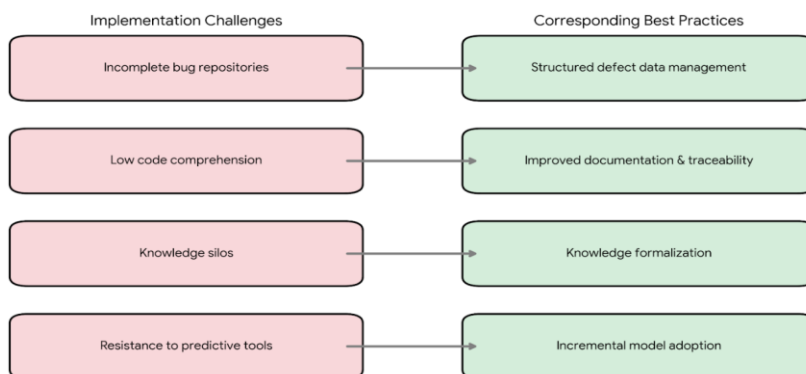 Implementation Challenges
Corresponding Best Practices
Incomplete bug repositories
Structured defect data management
Low code comprehension
Improved documentation & traceability
Knowledge silos
Knowledge formalization
Resistance to predictive tools
Incremental model adoption